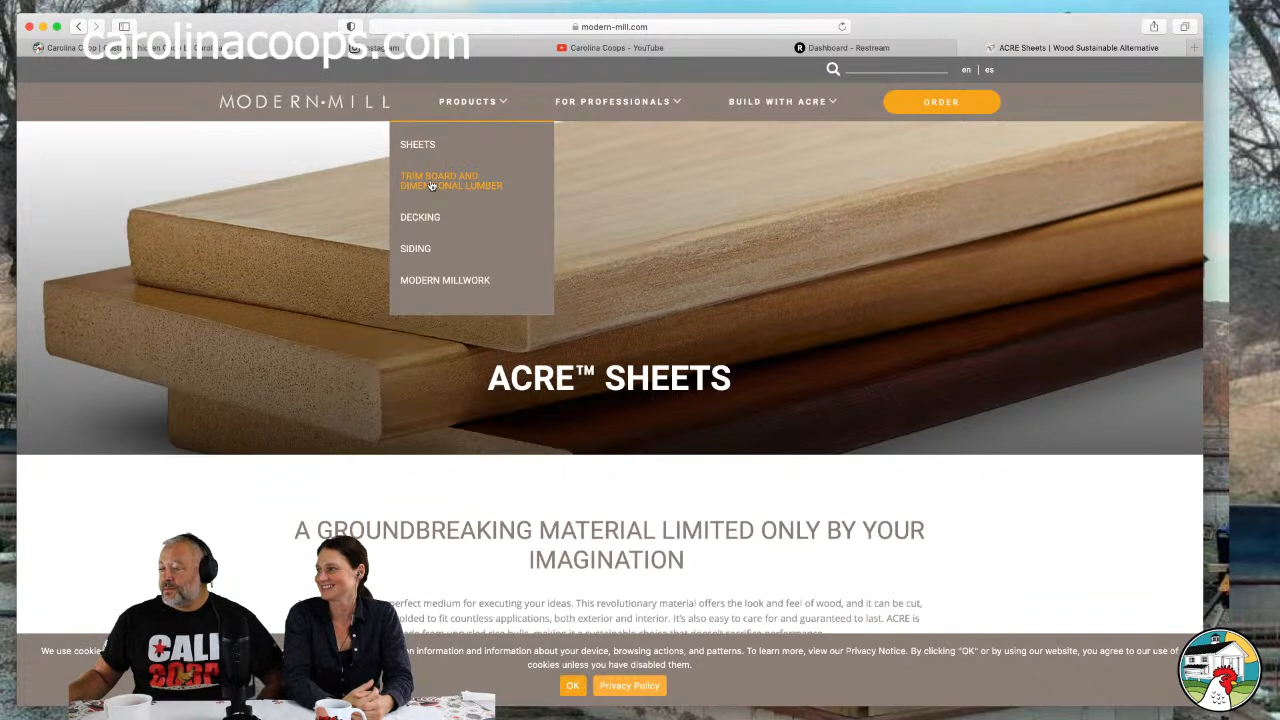 modern-mill.com
carolinacoops.com
Carolina Coops - YouTube
Dashboard - Restream
ACRE Sheets | Wood Sustainable Alternative
en | es
MODERN·MILL
PRODUCTS
FOR PROFESSIONALS
BUILD WITH ACRE
ORDER
SHEETS
TRIM BOARD AND
DIMENSIONAL LUMBER
DECKING
SIDING
MODERN MILLWORK
ACRE™ SHEETS
A GROUNDBREAKING MATERIAL LIMITED ONLY BY YOUR
IMAGINATION
perfect medium for executing your ideas. This revolutionary material offers the look and feel of wood, and it can be cut,
to fit countless applications, both exterior and interior. It's also easy to care for and guaranteed to last. ACRE is
from upcycled rice hulls, making it a sustainable choice that doesn't sacrifice performance.
We use cookie
on information and information about your device, browsing actions, and patterns. To learn more, view our Privacy Notice. By clicking "OK" or by using our website, you agree to our use of
cookies unless you have disabled them.
OK
Privacy Policy
CALI
CORP